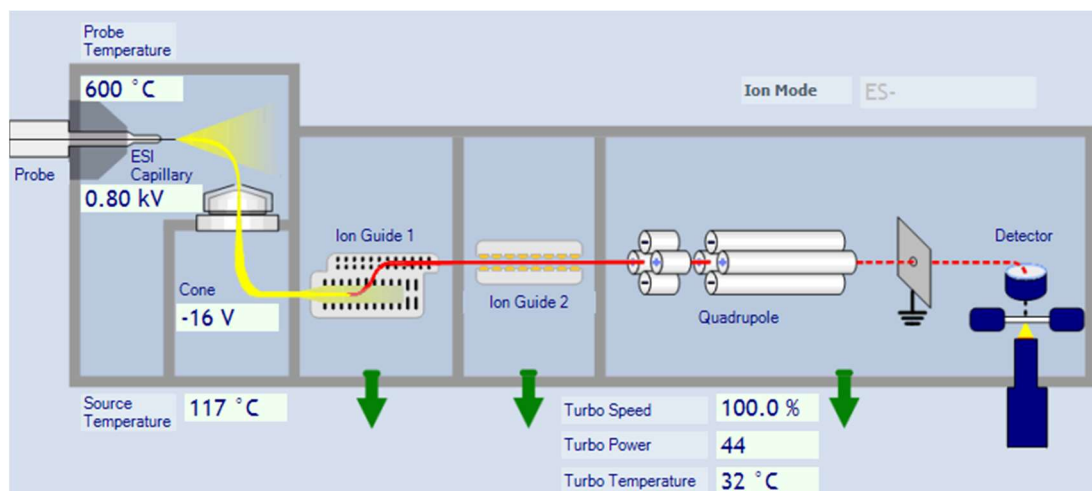 Probe
Temperature
600 °C
Ion Mode
ES-
Probe
ESI
Capillary
0.80 kV
Ion Guide 1
Detector
Cone
-16 V
Ion Guide 2
Quadrupole
Source
Temperature
117 °C
Turbo Speed
100.0 %
Turbo Power
44
Turbo Temperature
32 °C